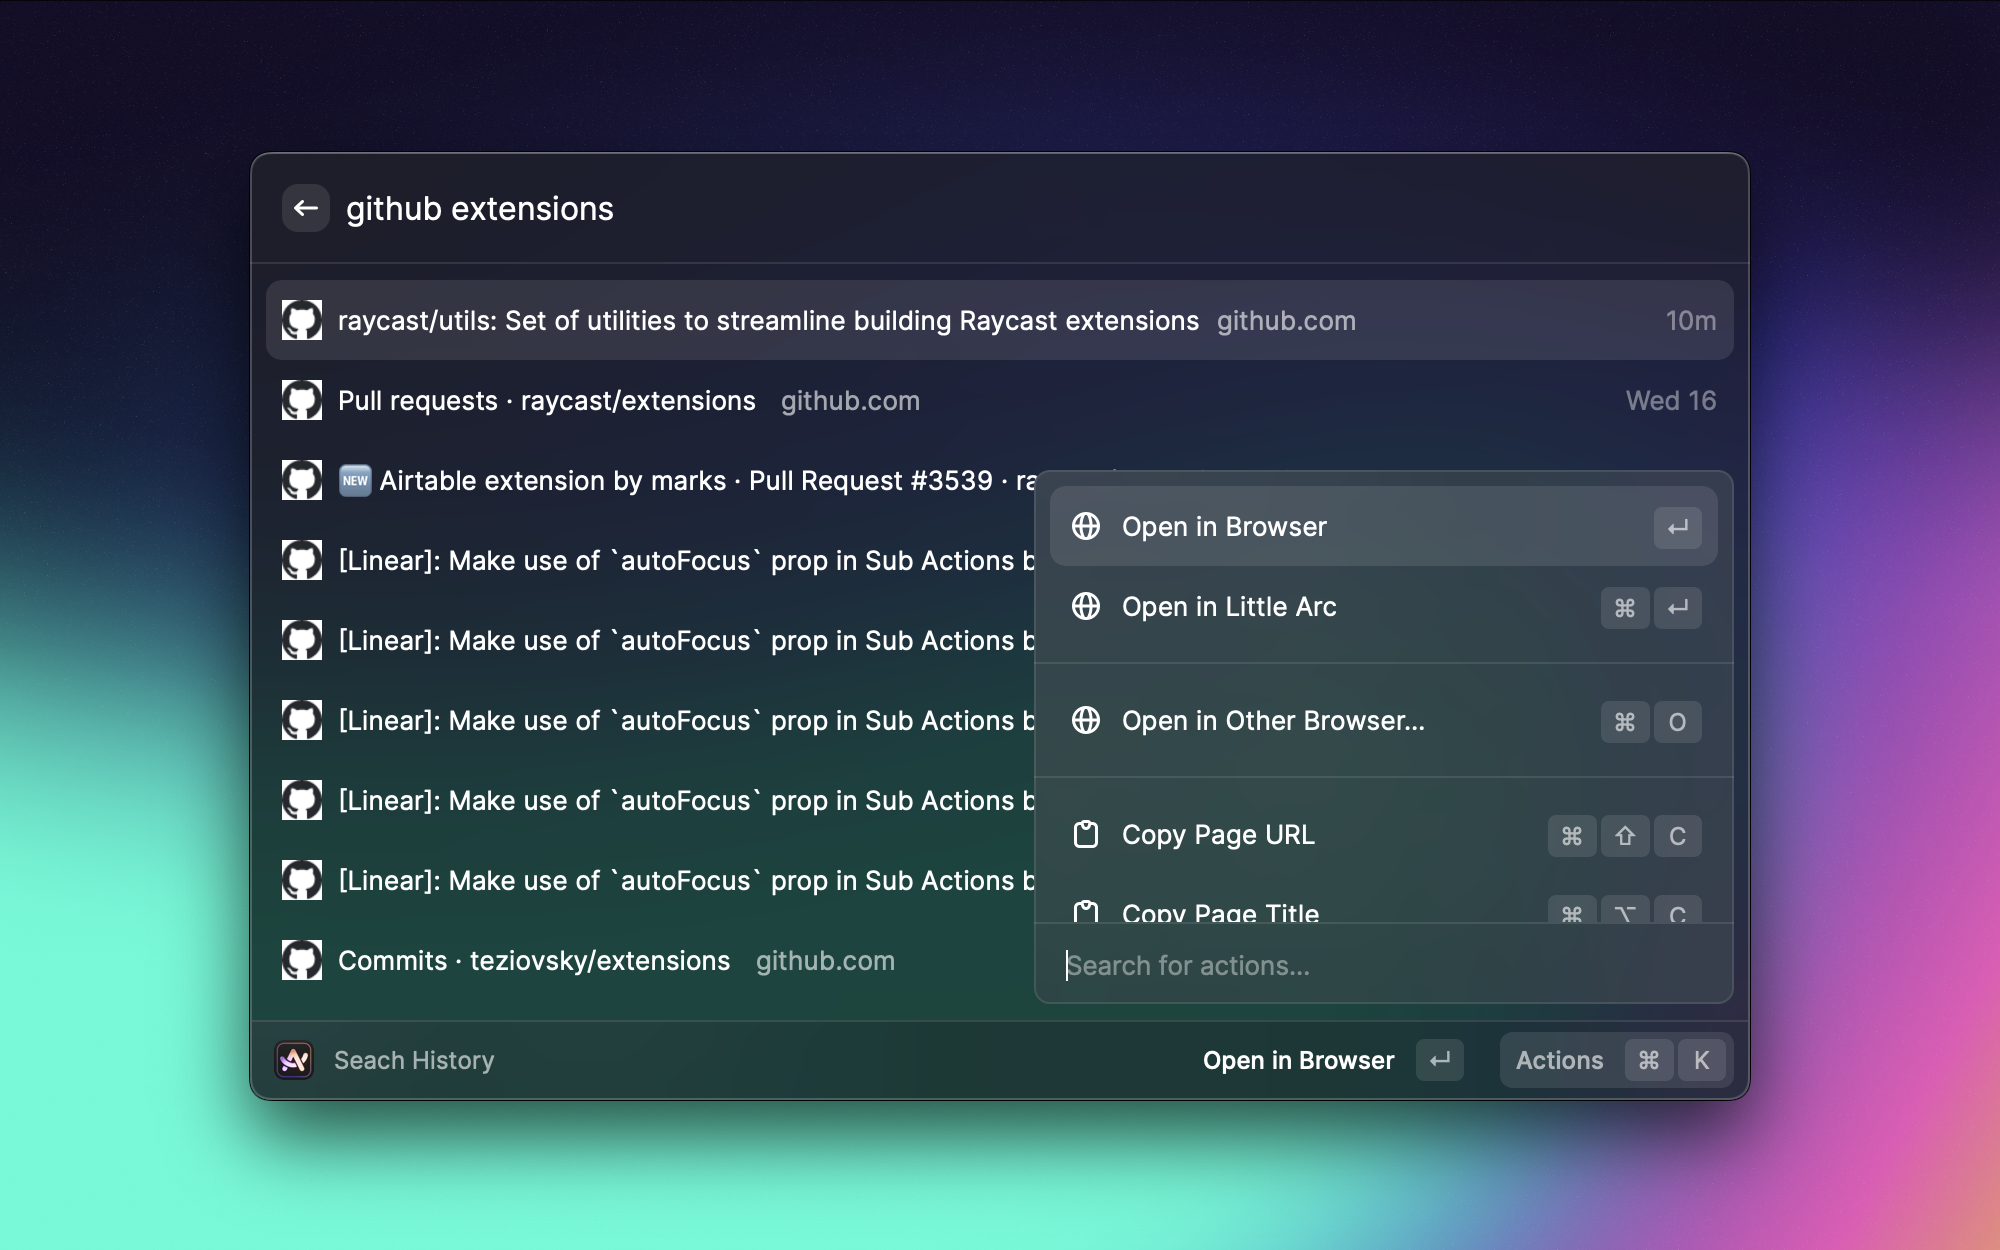 github extensions
raycast/utils: Set of utilities to streamline building Raycast extensions github.com 10m
Pull requests · raycast/extensions github.com Wed 16
NEW Airtable extension by marks · Pull Request #3539 ·
[Linear]: Make use of `autoFocus` prop in Sub Actions
[Linear]: Make use of `autoFocus` prop in Sub Actions
[Linear]: Make use of `autoFocus` prop in Sub Actions
[Linear]: Make use of `autoFocus` prop in Sub Actions
[Linear]: Make use of `autoFocus` prop in Sub Actions
Commits · teziovsky/extensions github.com
Open in Browser ↵
Open in Little Arc ⌘ ↵
Open in Other Browser... ⌘ O
Copy Page URL ⌘ ⇧ C
Copy Page Title ⌘ ⌥ C
Search for actions...
Seach History Open in Browser ↵ Actions ⌘ K